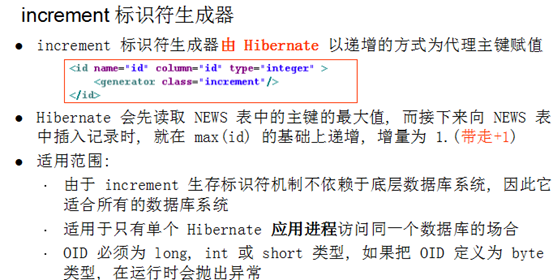 increment 标识符生成器
● increment 标识符生成器由 Hibernate 以递增的方式为代理主键赋值
<id name="id" column="id" type="integer" >
<generator class="increment"/>
</id>
● Hibernate 会先读取 NEWS 表中的主键的最大值, 而接下来向 NEWS 表
中插入记录时, 就在 max(id) 的基础上递增, 增量为 1.(带走+1)
● 适用范围:
· 由于 increment 生存标识符机制不依赖于底层数据库系统, 因此它
适合所有的数据库系统
· 适用于只有单个 Hibernate 应用进程访问同一个数据库的场合
· OID 必须为 long, int 或 short 类型, 如果把 OID 定义为 byte
类型, 在运行时会抛出异常